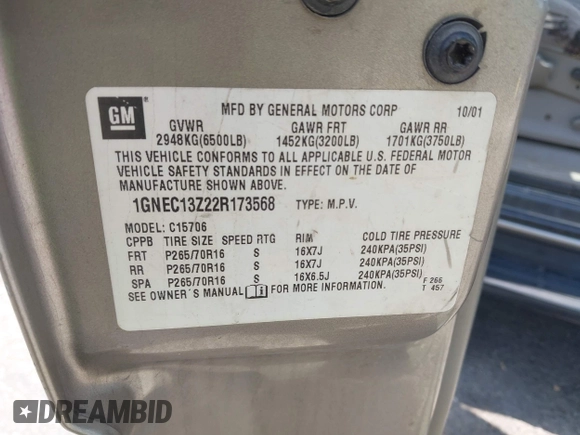 GM ®
MFD BY GENERAL MOTORS CORP 10/01
GVWR GAWR FRT GAWR RR
2948KG(6500LB) 1452KG(3200LB) 1701KG(3750LB)
THIS VEHICLE CONFORMS TO ALL APPLICABLE U.S. FEDERAL MOTOR
VEHICLE SAFETY STANDARDS IN EFFECT ON THE DATE OF
MANUFACTURE SHOWN ABOVE.
1GNEC13Z22R173568 TYPE: M.P.V.
MODEL: C15706
CPPB TIRE SIZE SPEED RTG RIM COLD TIRE PRESSURE
FRT P265/70R16 S 16X7J 240KPA(35PSI)
RR P265/70R16 S 16X7J 240KPA(35PSI)
SPA P265/70R16 S 16X6.5J 240KPA(35PSI)
SEE OWNER'S MANUAL FOR MORE INFORMATION.
F 266
T 457
DREAMBID